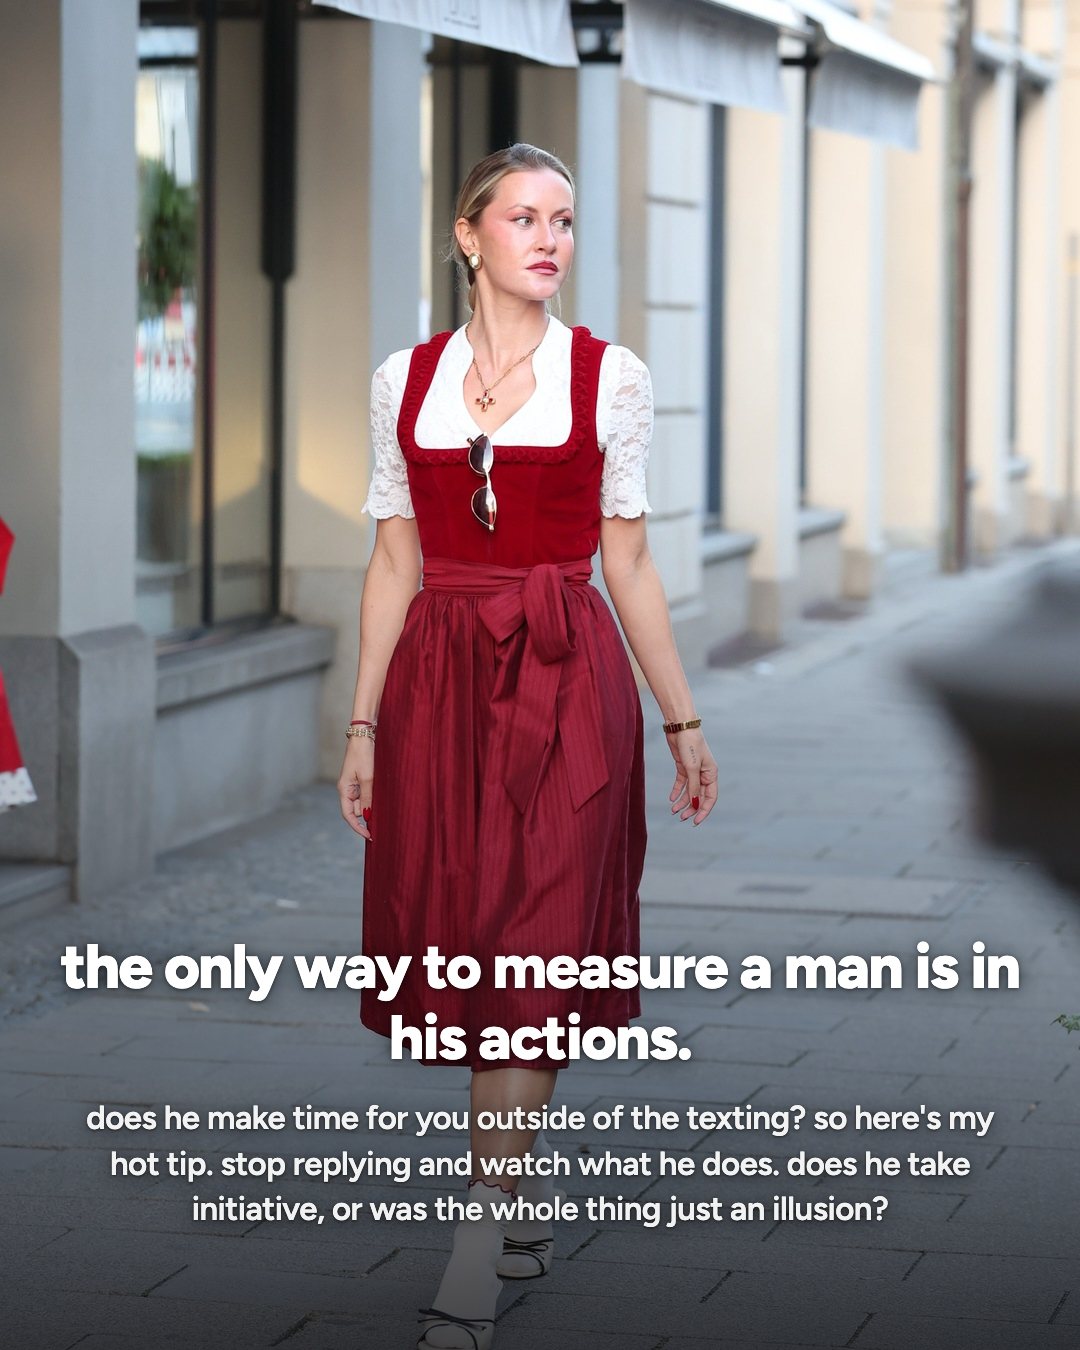 the only way to measure a man is in
his actions.
does he make time for you outside of the texting? so here's my
hot tip. stop replying and watch what he does. does he take
initiative, or was the whole thing just an illusion?